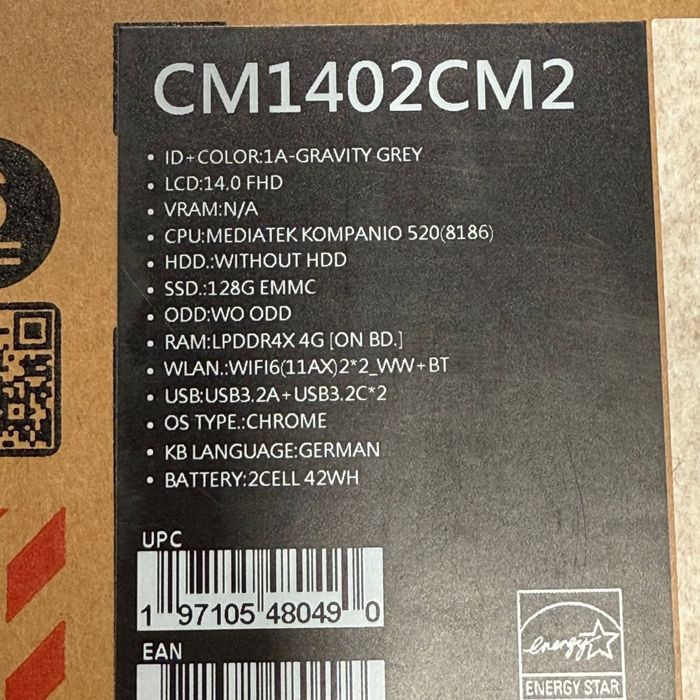 CM1402CM2
• ID+COLOR:1A-GRAVITY GREY
• LCD:14.0 FHD
• VRAM:N/A
• CPU:MEDIATEK KOMPANIO 520(8186)
• HDD.:WITHOUT HDD
• SSD.:128G EMMC
• ODD:WO ODD
• RAM:LPDDR4X 4G [ON BD.]
• WLAN.:WIFI6(11AX)2*2_WW+BT
• USB:USB3.2A+USB3.2C*2
• OS TYPE.:CHROME
• KB LANGUAGE:GERMAN
• BATTERY:2CELL 42WH
UPC
1 97105 48049 0
EAN
energy
ENERGY STAR